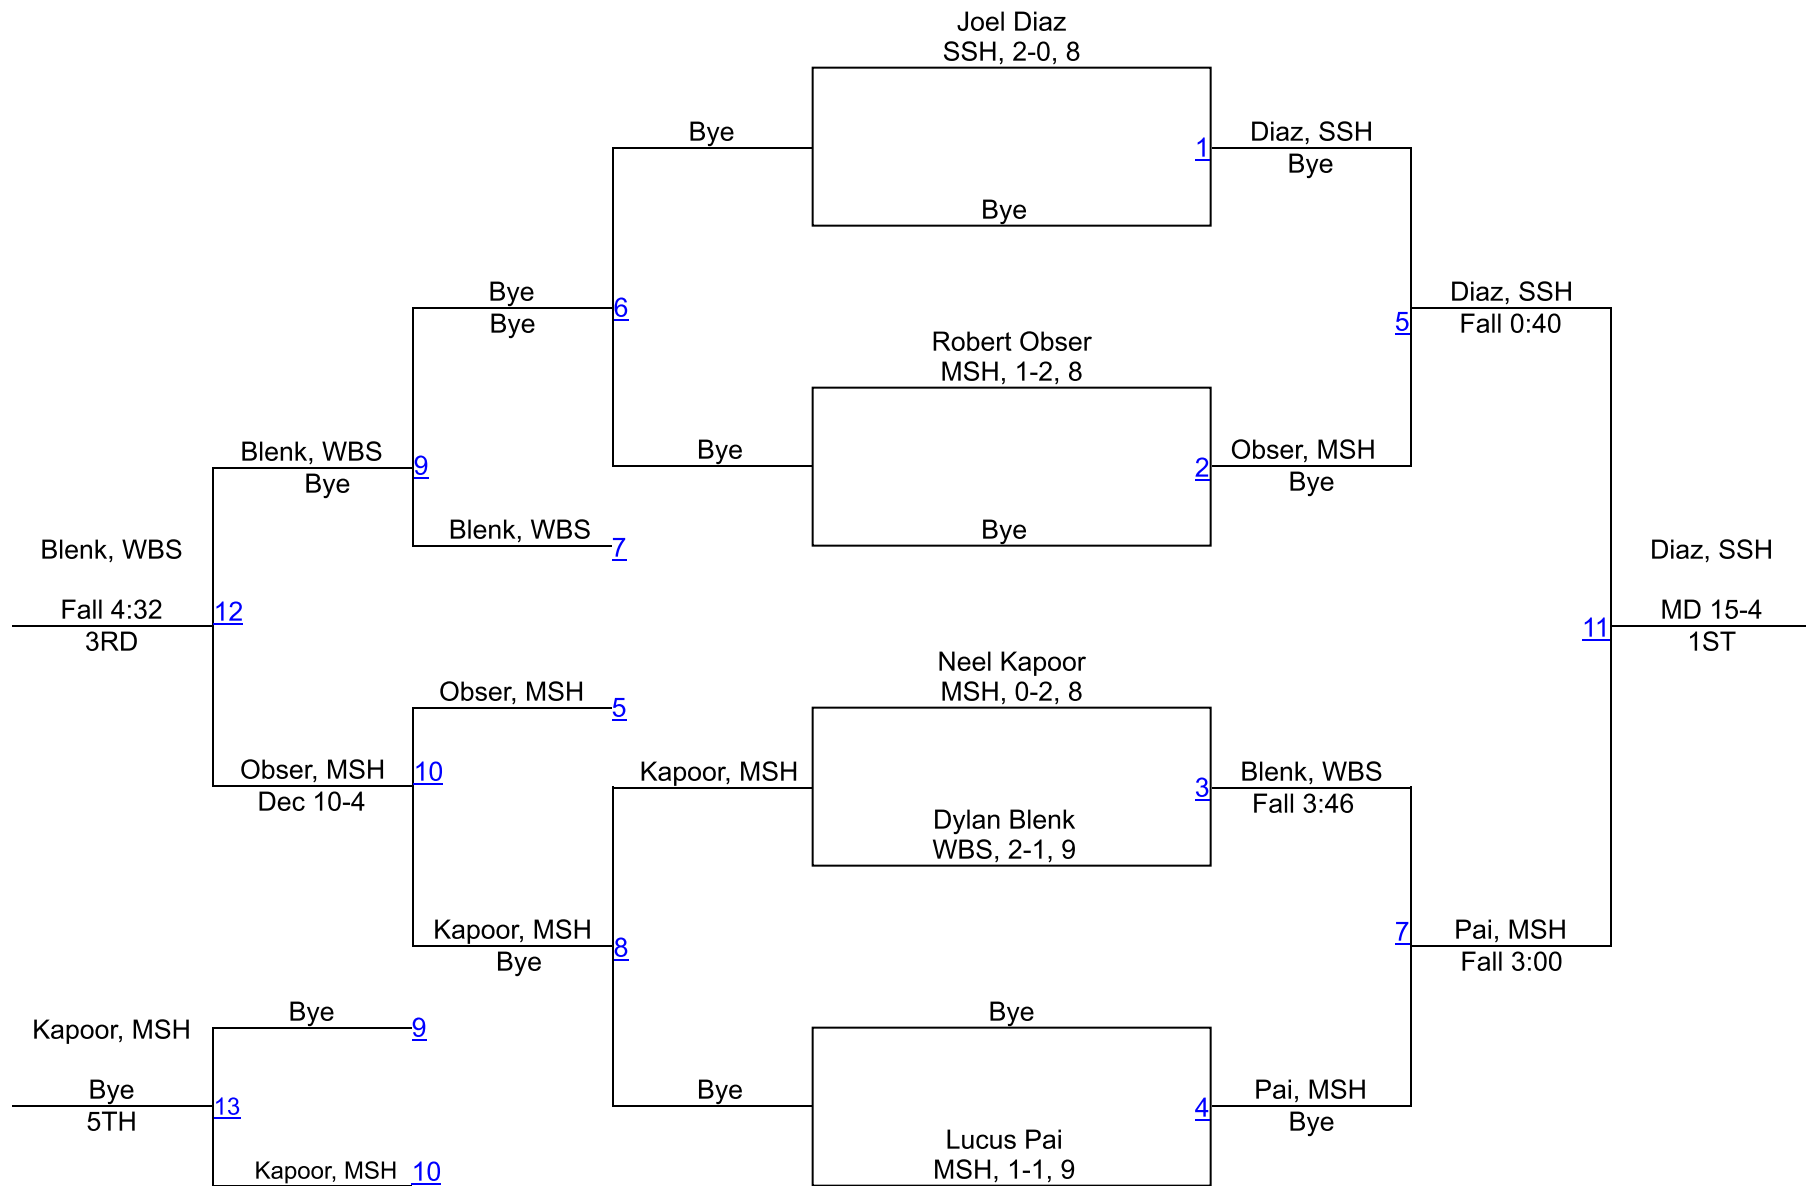 Joel Diaz
SSH, 2-0, 8
Bye
1
Diaz, SSH
Bye
Bye
Bye
Bye
6
Diaz, SSH
Fall 0:40
5
Robert Obser
MSH, 1-2, 8
Blenk, WBS
Bye
9
Bye
2
Obser, MSH
Bye
Blenk, WBS
7
Bye
Blenk, WBS
Fall 4:32
3RD
12
Diaz, SSH
MD 15-4
1ST
11
Neel Kapoor
MSH, 0-2, 8
Obser, MSH
5
Obser, MSH
Dec 10-4
10
Kapoor, MSH
3
Blenk, WBS
Fall 3:46
Dylan Blenk
WBS, 2-1, 9
Kapoor, MSH
Bye
8
7
Pai, MSH
Fall 3:00
Bye
9
Bye
Kapoor, MSH
Bye
5TH
13
Bye
4
Pai, MSH
Bye
Lucus Pai
MSH, 1-1, 9
Kapoor, MSH
10